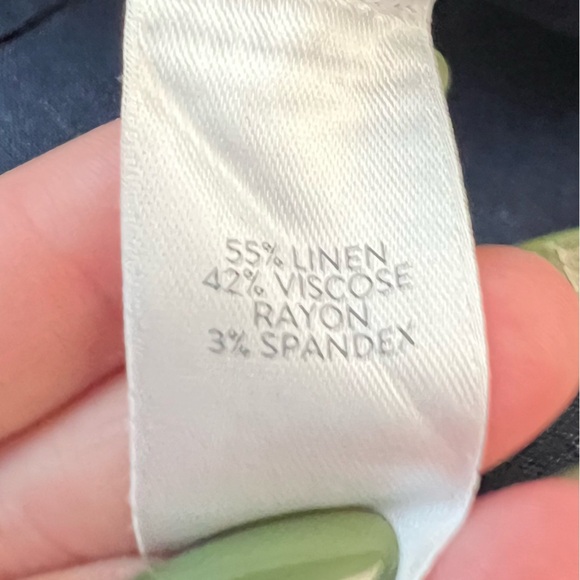 55% LINEN
42% VISCOSE
RAYON
3% SPANDEX